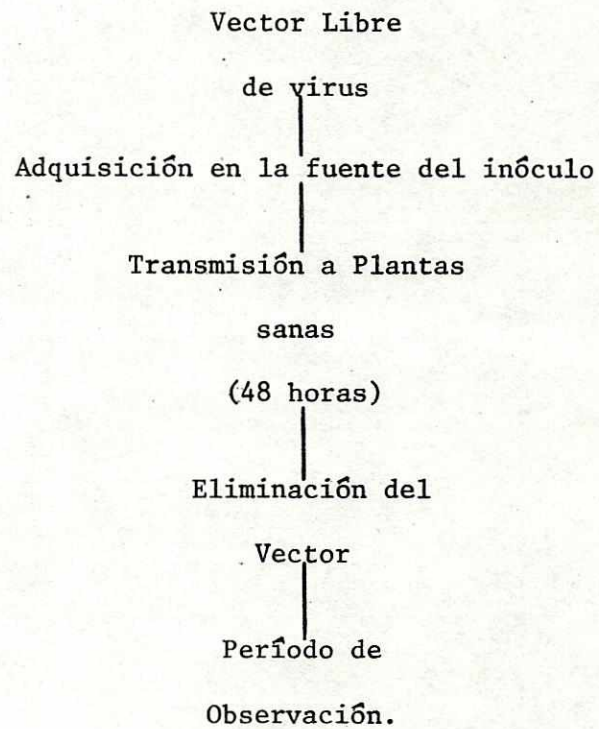 Vector Libre
de virus
Adquisición en la fuente del inóculo
Transmisión a Plantas
sanas
(48 horas)
Eliminación del
Vector
Período de
Observación.